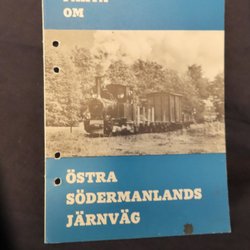 OM
ÖSTRA
SÖDERMANLANDS
JÄRNVÄG